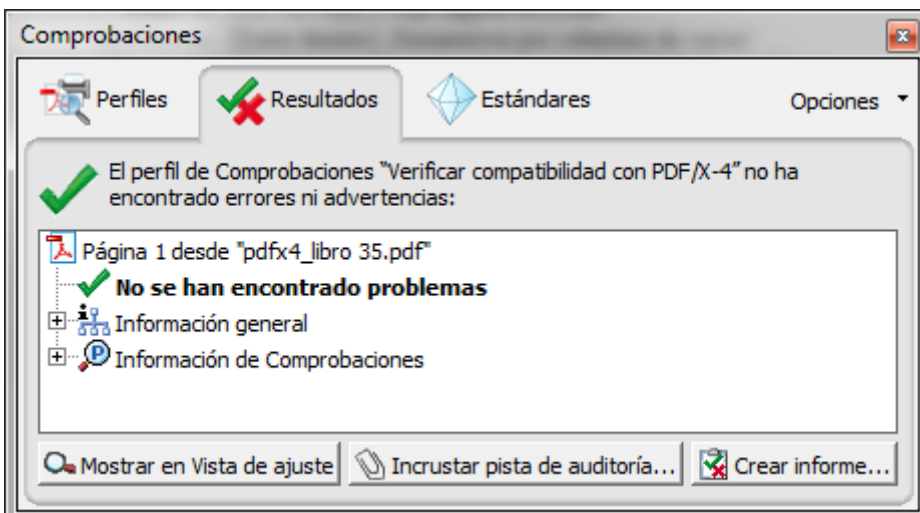 Comprobaciones
Perfiles
Resultados
Estándares
Opciones
El perfil de Comprobaciones “Verificar compatibilidad con PDF/X-4” no ha
encontrado errores ni advertencias:
Página 1 desde "pdfx4_libro 35.pdf"
No se han encontrado problemas
Información general
Información de Comprobaciones
Mostrar en Vista de ajuste
Incrustar pista de auditoría...
Crear informe...